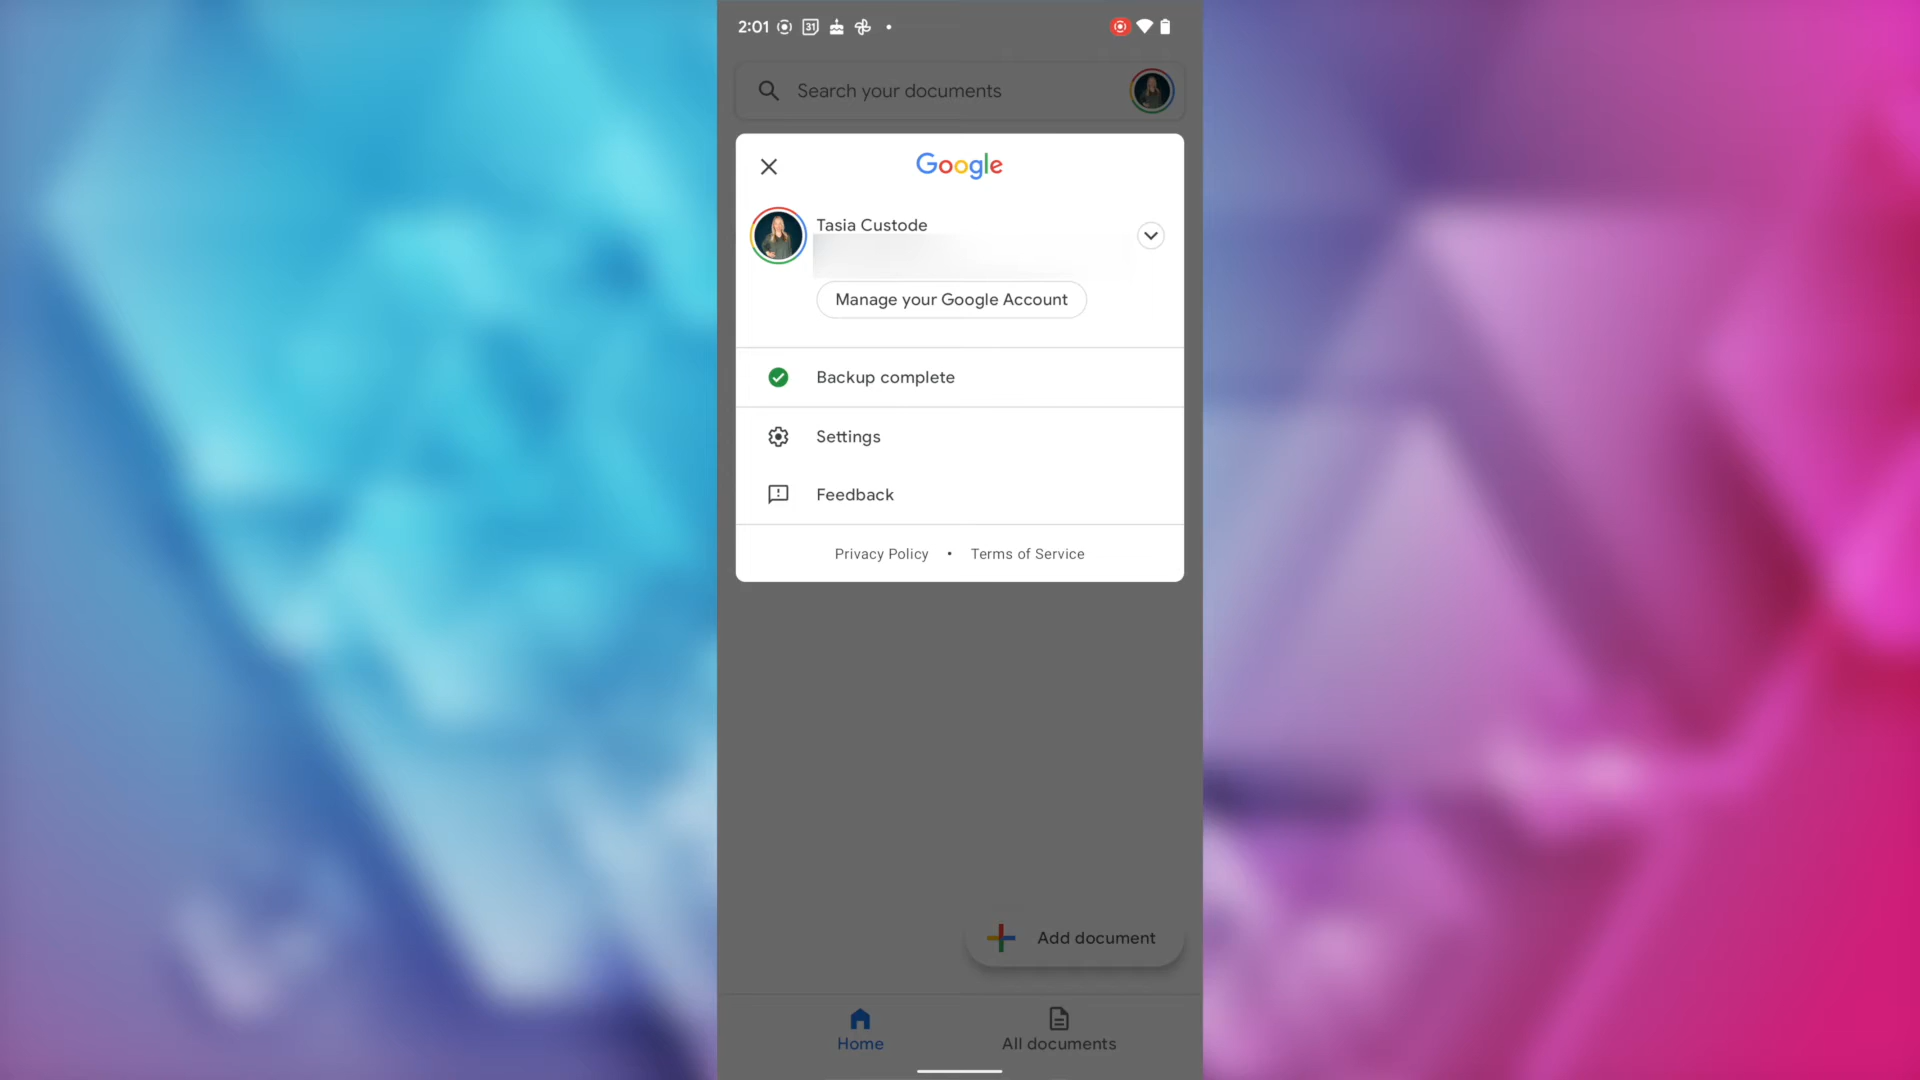 2:01
31
Search your documents
Google
Tasia Custode
Manage your Google Account
Backup complete
Settings
Feedback
Privacy Policy • Terms of Service
Add document
Home
All documents